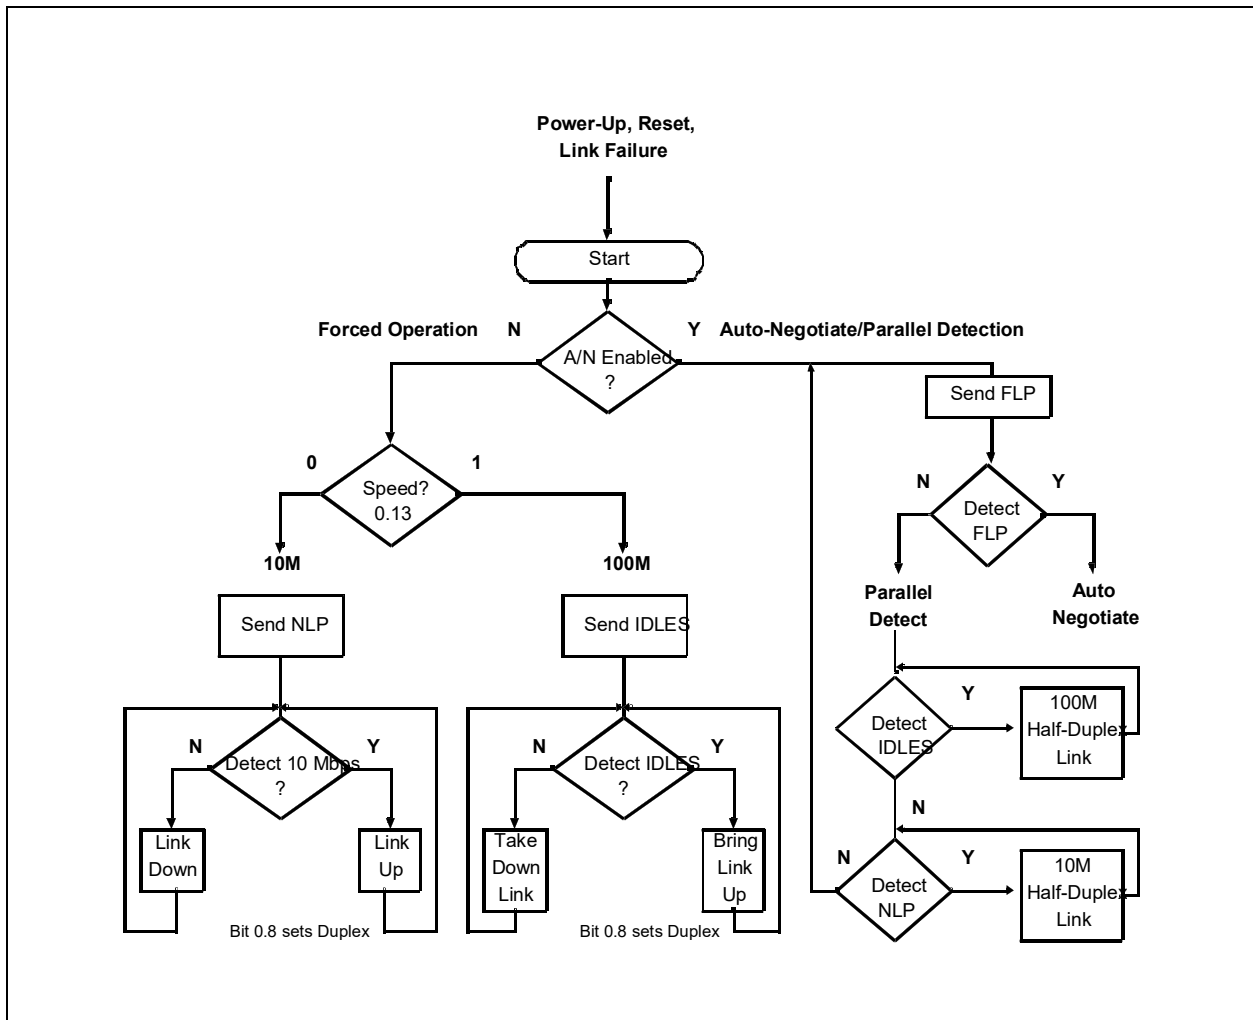 Power-Up, Reset,
Link Failure
Start
Forced Operation N
Y Auto-Negotiate/Parallel Detection
A/N Enabled
?
Send FLP
0
1
Speed?
0.13
N
Y
Detect
FLP
10M
100M
Parallel
Detect
Auto
Negotiate
Send NLP
Send IDLES
Y
Detect
IDLES
100M
Half-Duplex
Link
N
Y
Detect 10 Mbps
?
N
Y
Detect IDLES
?
N
Link
Down
Link
Up
Take
Down
Link
Bring
Link
Up
N
Y
Detect
NLP
10M
Half-Duplex
Link
Bit 0.8 sets Duplex
Bit 0.8 sets Duplex